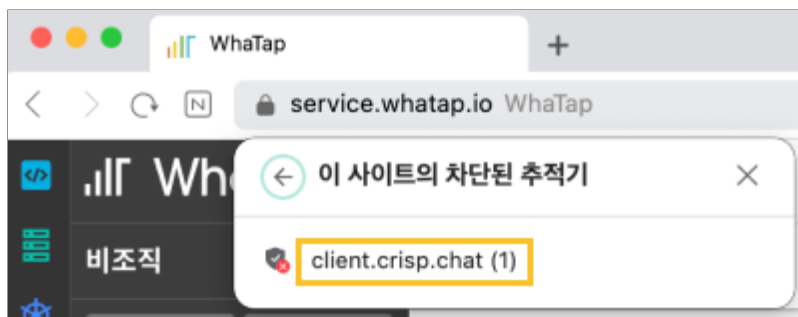 WhaTap
service.whatap.io WhaTap
Wh
이 사이트의 차단된 추적기
비조직
client.crisp.chat (1)